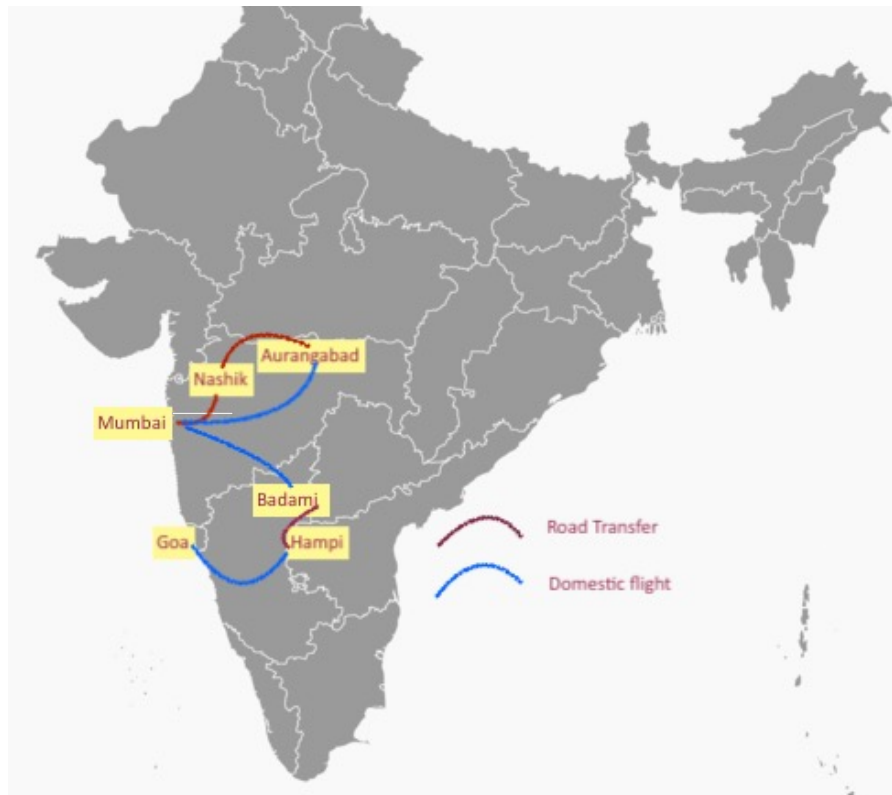 Aurangabad
Nashik
Mumbai
Badami
Goa
Hampi
Road Transfer
Domestic flight